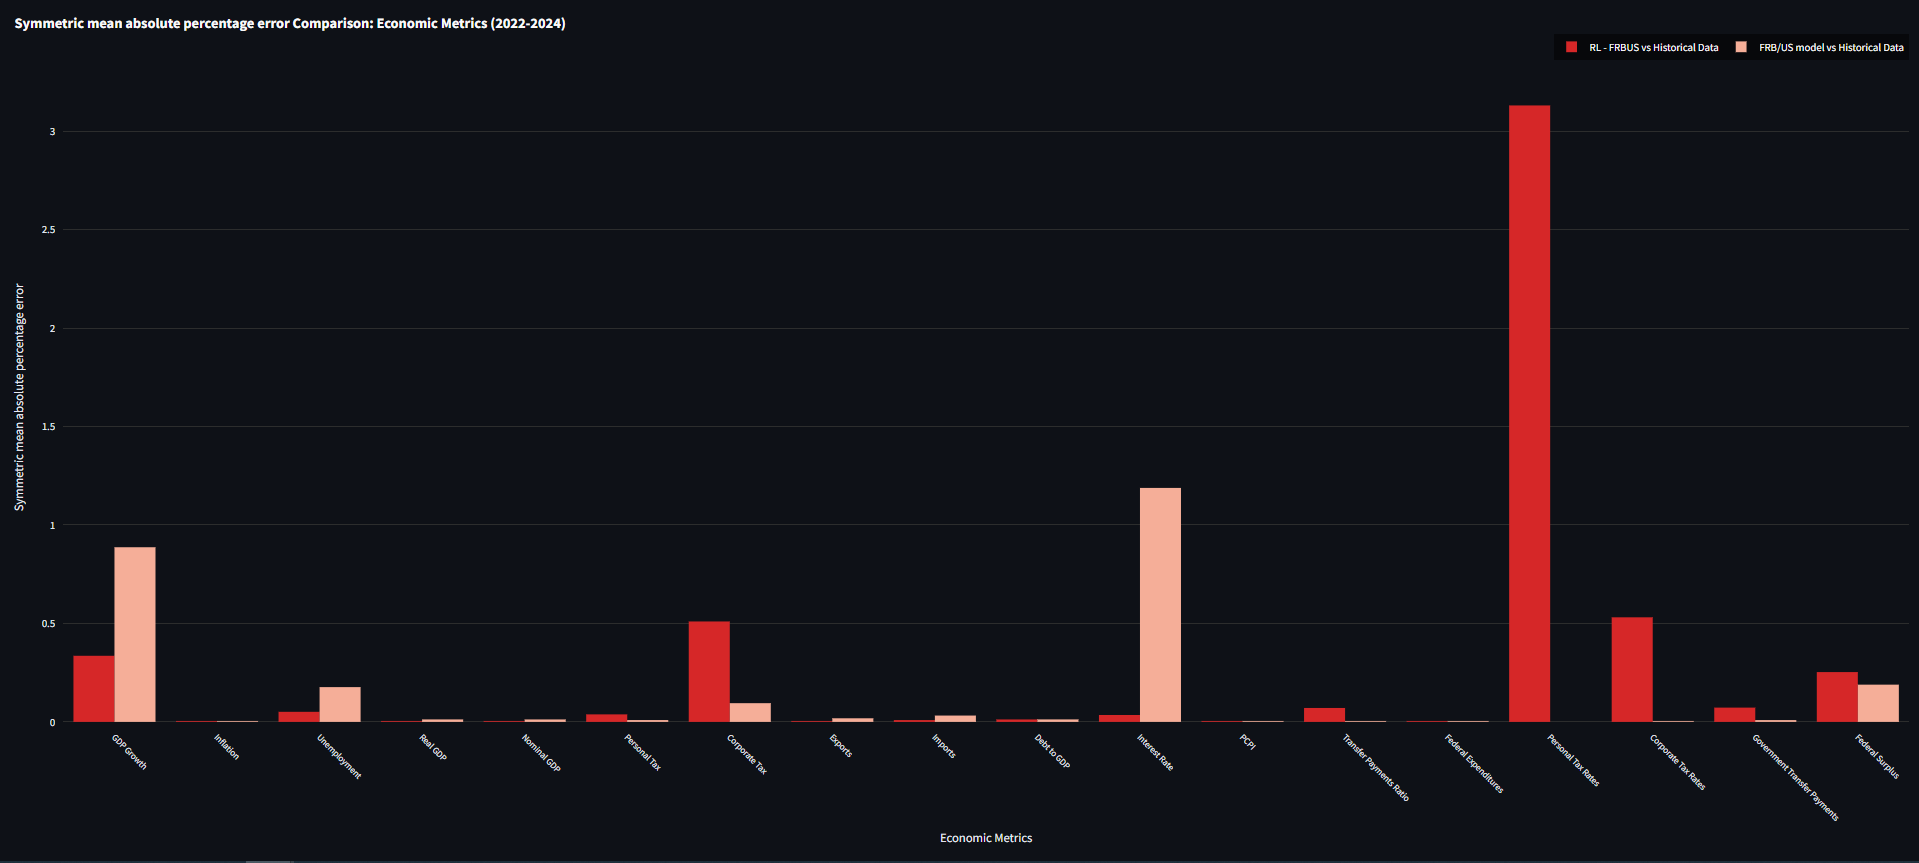 Symmetric mean absolute percentage error Comparison: Economic Metrics (2022-2024)
RL - FRBUS vs Historical Data
FRB/US model vs Historical Data
Symmetric mean absolute percentage error
3
2.5
2
1.5
1
0.5
0
GDP Growth
Inflation
Unemployment
Real GDP
Nominal GDP
Personal Tax
Corporate Tax
Exports
Imports
Debt to GDP
Interest Rate
PCPI
Transfer Payments Ratio
Federal Expenditures
Personal Tax Rates
Corporate Tax Rates
Government Transfer Payments
Federal Surplus
Economic Metrics